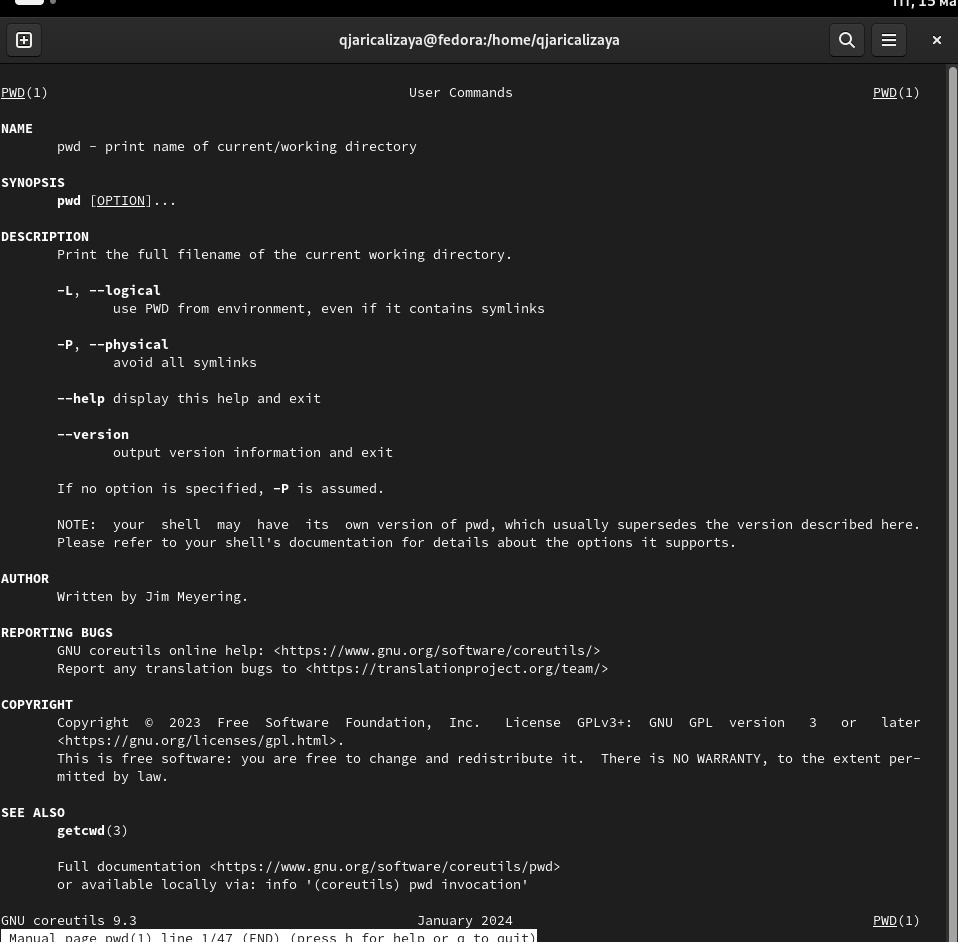 Пт, 15 ма
qjaricalizaya@fedora:/home/qjaricalizaya
PWD(1) User Commands PWD(1)
NAME
pwd - print name of current/working directory
SYNOPSIS
pwd [OPTION]...
DESCRIPTION
Print the full filename of the current working directory.
-L, --logical
use PWD from environment, even if it contains symlinks
-P, --physical
avoid all symlinks
--help display this help and exit
--version
output version information and exit
If no option is specified, -P is assumed.
NOTE: your shell may have its own version of pwd, which usually supersedes the version described here.
Please refer to your shell's documentation for details about the options it supports.
AUTHOR
Written by Jim Meyering.
REPORTING BUGS
GNU coreutils online help: <https://www.gnu.org/software/coreutils/>
Report any translation bugs to <https://translationproject.org/team/>
COPYRIGHT
Copyright © 2023 Free Software Foundation, Inc. License GPLv3+: GNU GPL version 3 or later
<https://gnu.org/licenses/gpl.html>.
This is free software: you are free to change and redistribute it. There is NO WARRANTY, to the extent per-
mitted by law.
SEE ALSO
getcwd(3)
Full documentation <https://www.gnu.org/software/coreutils/pwd>
or available locally via: info '(coreutils) pwd invocation'
GNU coreutils 9.3 January 2024 PWD(1)
Manual page pwd(1) line 1/47 (END) (press h for help or q to quit)